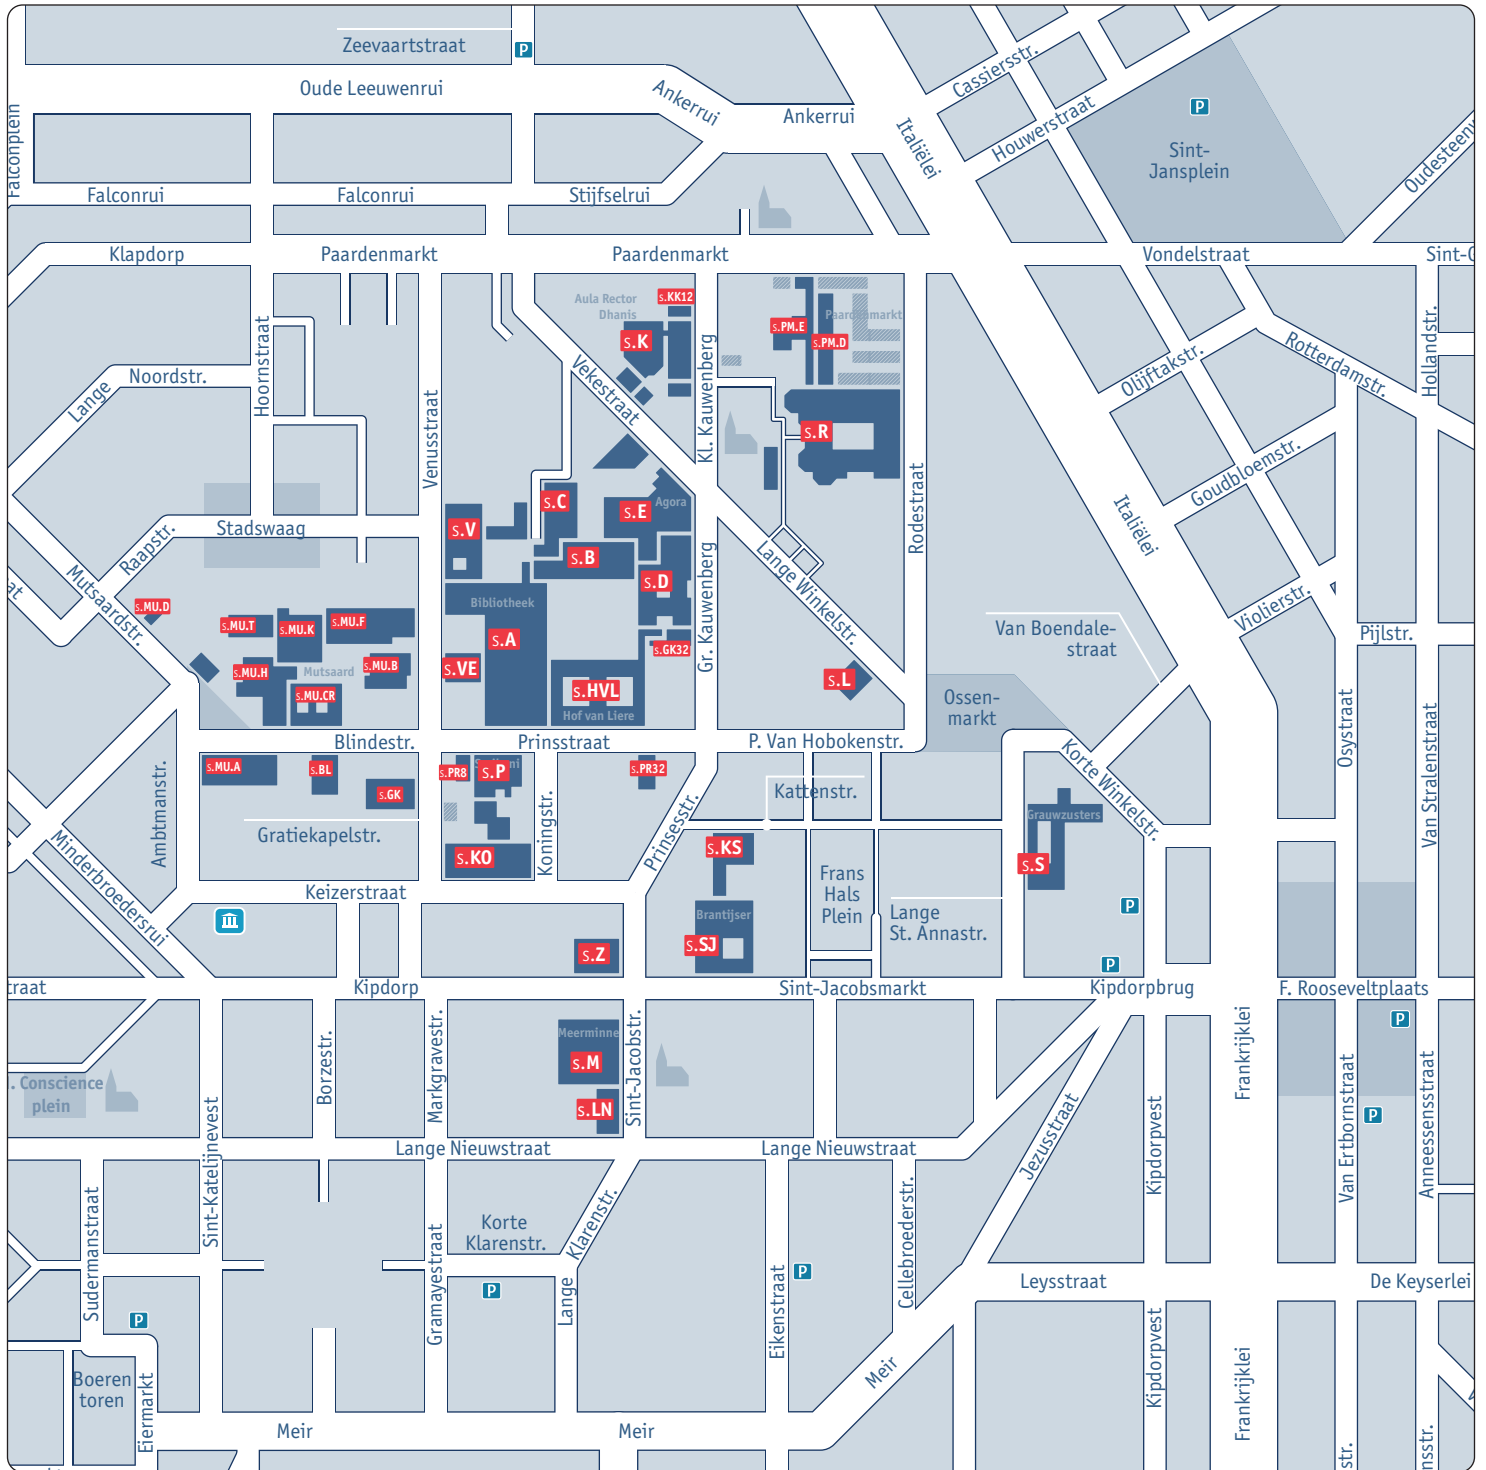 Zeevaartstraat
P
Oude Leeuwenrui
Ankerrui
Ankerrui
Italiëlei
Cassiersstr.
Houwerstraat
P
Sint-
Jansplein
Falconplein
Falconrui
Falconrui
Stijfselrui
Klapdorp
Paardenmarkt
Paardenmarkt
Vondelstraat
Aula Rector
Dhanis
s.KK12
s.K
s.PM.E
s.PM.D
Paardenmarkt
Hoornstraat
Noordstr.
Lange
Venusstraat
Vekestraat
Kl. Kauwenberg
s.R
Olijftakstr.
Rotterdamstr.
Hollandstr.
Goudbloemstr.
Italiëlei
Rodestraat
Stadswaag
Raapstr.
Mutsaardstr.
s.V
s.C
s.E
Agora
s.B
s.D
Bibliotheek
s.A
s.VE
s.GK32
s.HVL
Hof van Liere
Gr. Kauwenberg
Lange Winkelstr.
s.L
Violierstr.
Van Boendale-
straat
Pijlstr.
Ossen-
markt
s.MU.D
s.MU.T
s.MU.K
s.MU.F
s.MU.H
Mutsaard
s.MU.B
s.MU.CR
Blindestr.
Prinsstraat
P. Van Hobokenstr.
Osystraat
Van Stralenstraat
s.MU.A
s.BL
s.GK
Gratiekapelstr.
Ambtmanstr.
Minderbroedersrui
s.PR8
s.P
s.KO
Koningstr.
s.PR32
Prinsesstr.
Kattenstr.
Korte Winkelstr.
Grauwzusters
s.S
s.KS
Brantijser
s.SJ
Frans
Hals
Plein
Lange
St. Annastr.
P
P
Keizerstraat
s.Z
Kipdorp
Sint-Jacobsmarkt
Kipdorpbrug
F. Rooseveltplaats
P
P
Meerminne
s.M
s.LN
Sint-Jacobstr.
Borzestr.
Markgravestr.
Conscience
plein
Sint-Katelijnevest
Lange Nieuwstraat
Lange Nieuwstraat
Jezusstraat
Kipdorpvest
Frankrijklei
Van Ertbornstraat
Anneessensstraat
Sudermanstraat
Korte
Klarenstr.
Klarenstr.
Lange
Gramayestraat
P
P
Eikenstraat
P
Cellebroederstr.
Leysstraat
De Keyserlei
Boeren
toren
Eiermarkt
Meir
Meir
Meir
Kipdorpvest
Frankrijklei